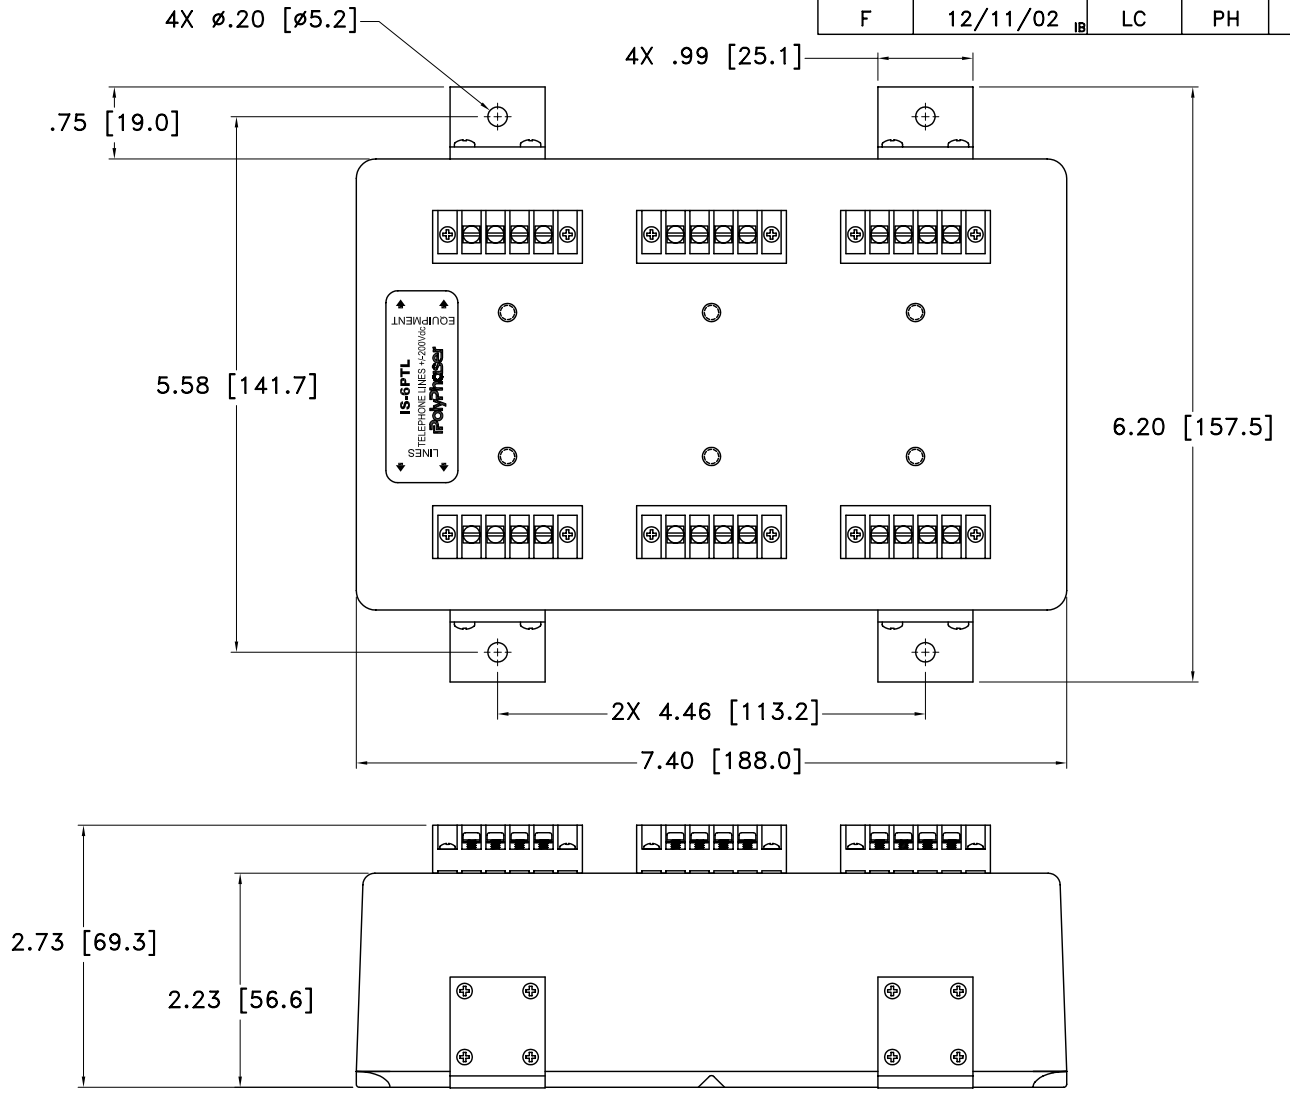 4X ø.20 [ø5.2]
F 12/11/02 IB LC PH
4X .99 [25.1]
.75 [19.0]
5.58 [141.7]
6.20 [157.5]
EQUIPMENT
IS-6PTL
TELEPHONE LINES +/-200Vdc
PolyPhaser
LINES
2X 4.46 [113.2]
7.40 [188.0]
2.73 [69.3]
2.23 [56.6]